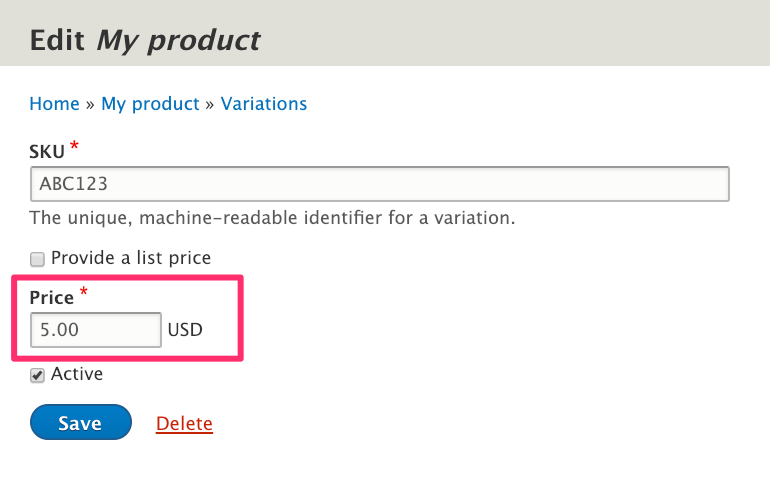 Edit My product
Home » My product » Variations
SKU *
ABC123
The unique, machine-readable identifier for a variation.
Provide a list price
Price *
5.00 USD
Active
Save Delete